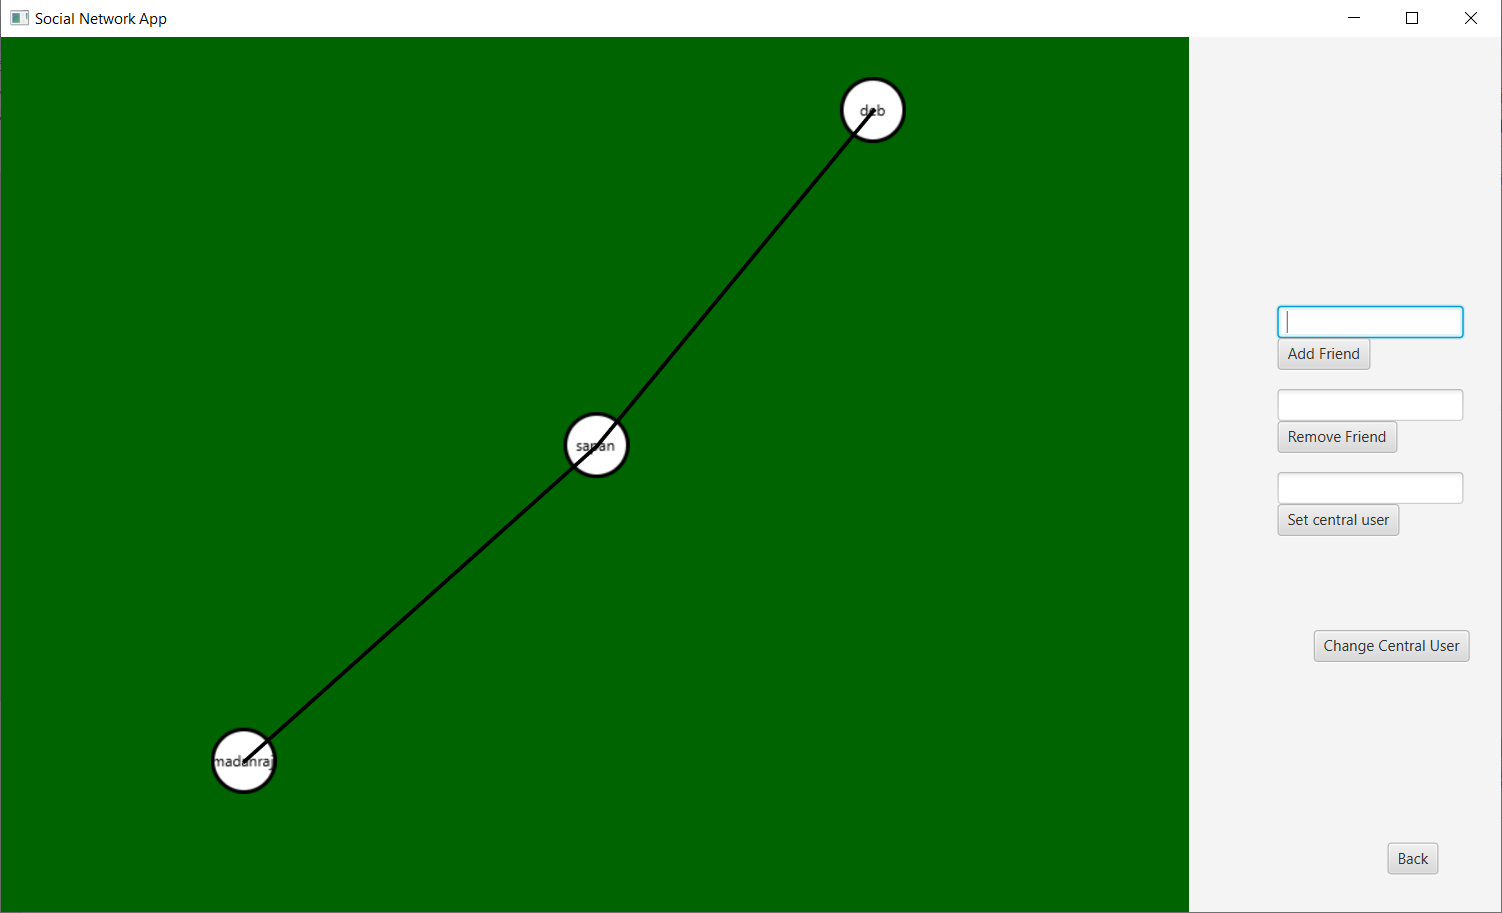 Social Network App
deb
sapan
madanraj
Add Friend
Remove Friend
Set central user
Change Central User
Back